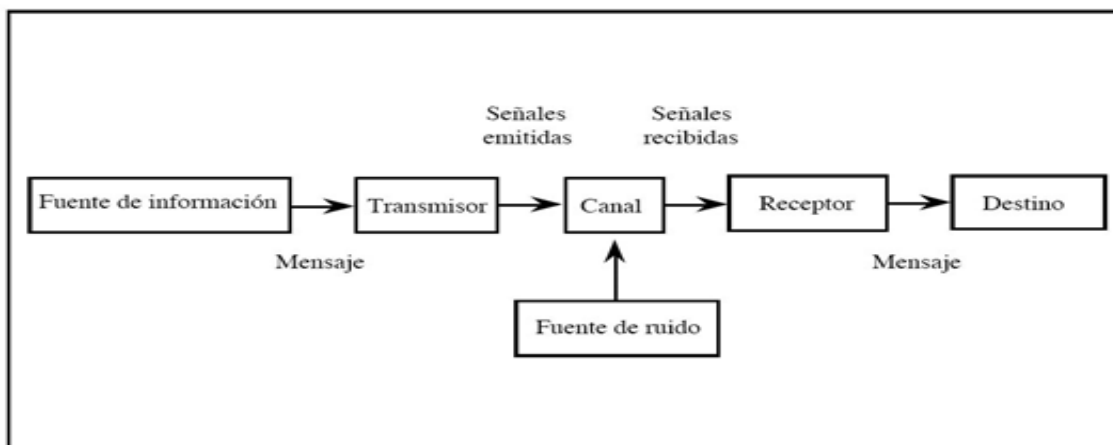 Señales
emitidas
Señales
recibidas
Fuente de información
Transmisor
Canal
Receptor
Destino
Mensaje
Mensaje
Fuente de ruido